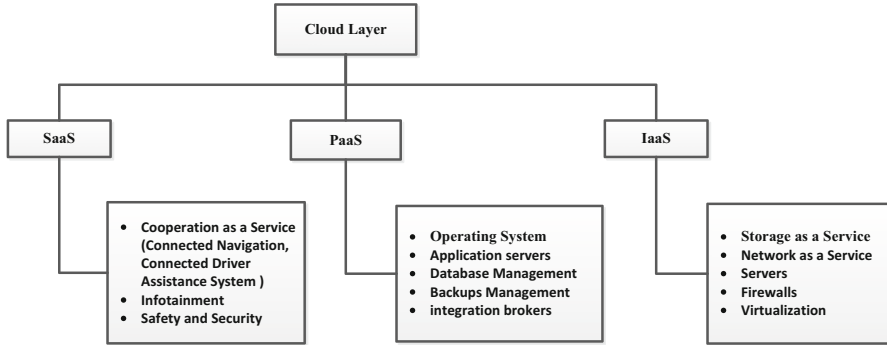 Cloud Layer
SaaS
PaaS
IaaS
• Cooperation as a Service
(Connected Navigation,
Connected Driver
Assistance System )
• Infotainment
• Safety and Security
• Operating System
• Application servers
• Database Management
• Backups Management
• integration brokers
• Storage as a Service
• Network as a Service
• Servers
• Firewalls
• Virtualization